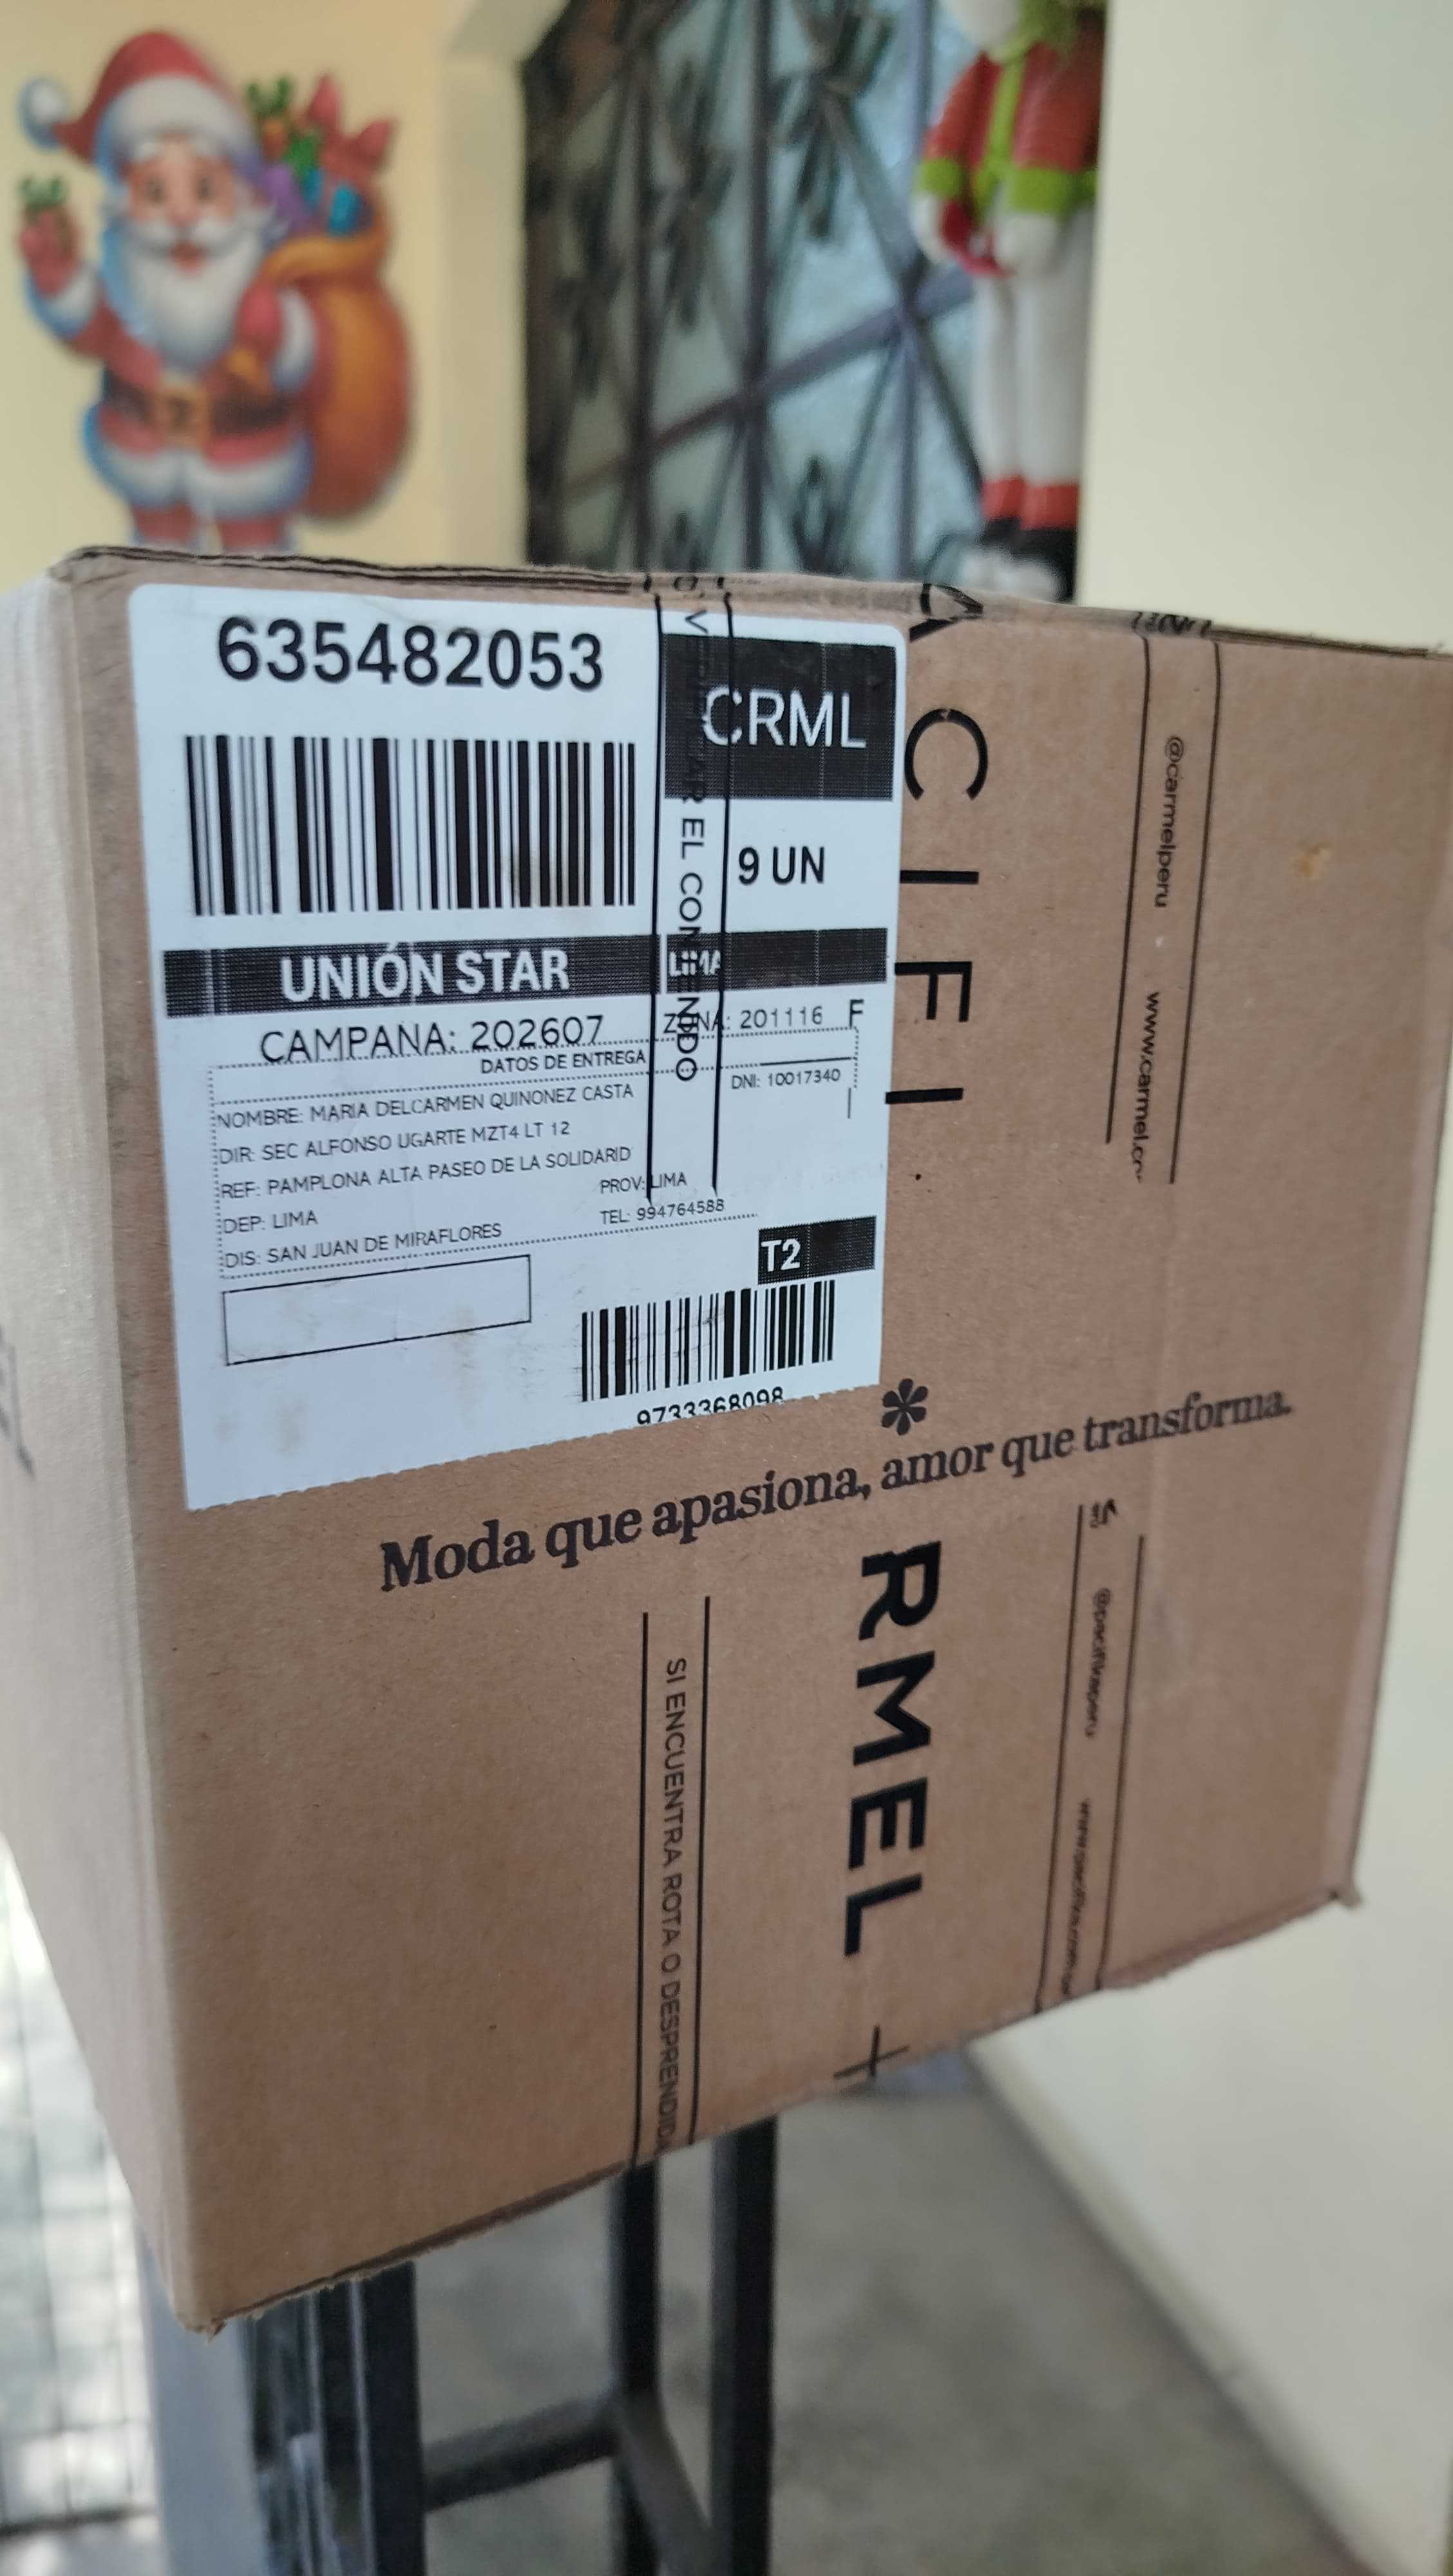 635482053
CRML
9 UN
UNIÓN STAR
LIMA
CAMPANA: 202607
ZONA: 201116 F
DATOS DE ENTREGA
NOMBRE: MARIA DELCARMEN QUINONEZ CASTA
DNI: 10017340
DIR: SEC ALFONSO UGARTE MZT4 LT 12
REF: PAMPLONA ALTA PASEO DE LA SOLIDARID
DEP: LIMA
PROV: LIMA
DIS: SAN JUAN DE MIRAFLORES
TEL: 994764588
T2
9733368098
AR EL CONTENIDO
A CIFI
@carmelperu www.carmel.co
Moda que apasiona, amor que transforma.
RMEL +
SI ENCUENTRA ROTA O DESPRENDIDA
@pacifikaperu